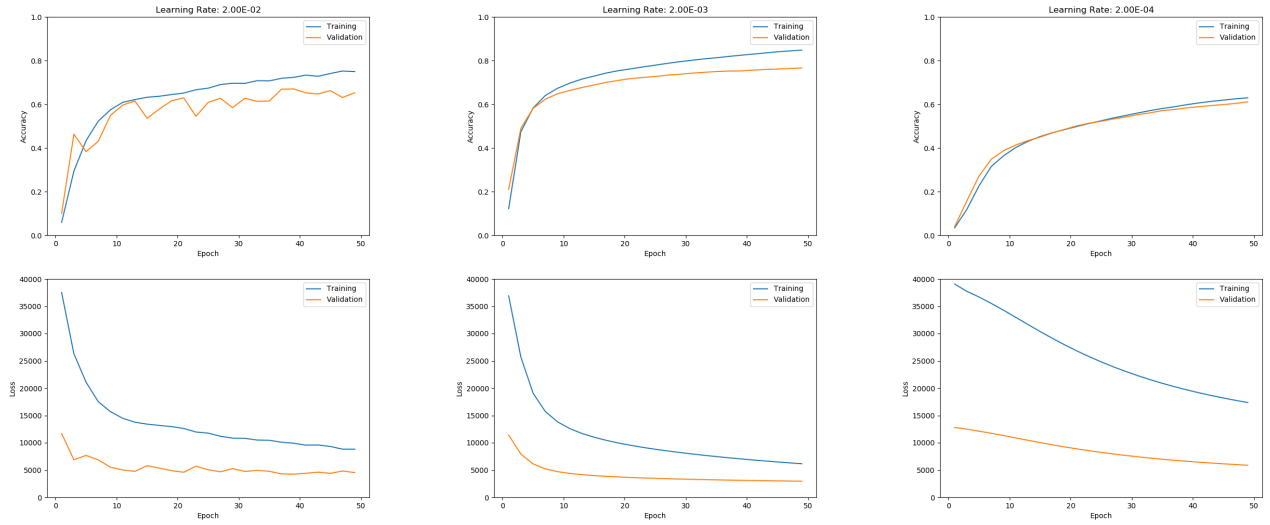 Learning Rate: 2.00E-02
1.0
0.8
0.6
0.4
0.2
0.0
Accuracy
Training
Validation
0 10 20 30 40 50
Epoch
Learning Rate: 2.00E-03
1.0
0.8
0.6
0.4
0.2
0.0
Accuracy
Training
Validation
0 10 20 30 40 50
Epoch
Learning Rate: 2.00E-04
1.0
0.8
0.6
0.4
0.2
0.0
Accuracy
Training
Validation
0 10 20 30 40 50
Epoch
40000
35000
30000
25000
20000
15000
10000
5000
0
Loss
Training
Validation
0 10 20 30 40 50
Epoch
40000
35000
30000
25000
20000
15000
10000
5000
0
Loss
Training
Validation
0 10 20 30 40 50
Epoch
40000
35000
30000
25000
20000
15000
10000
5000
0
Loss
Training
Validation
0 10 20 30 40 50
Epoch